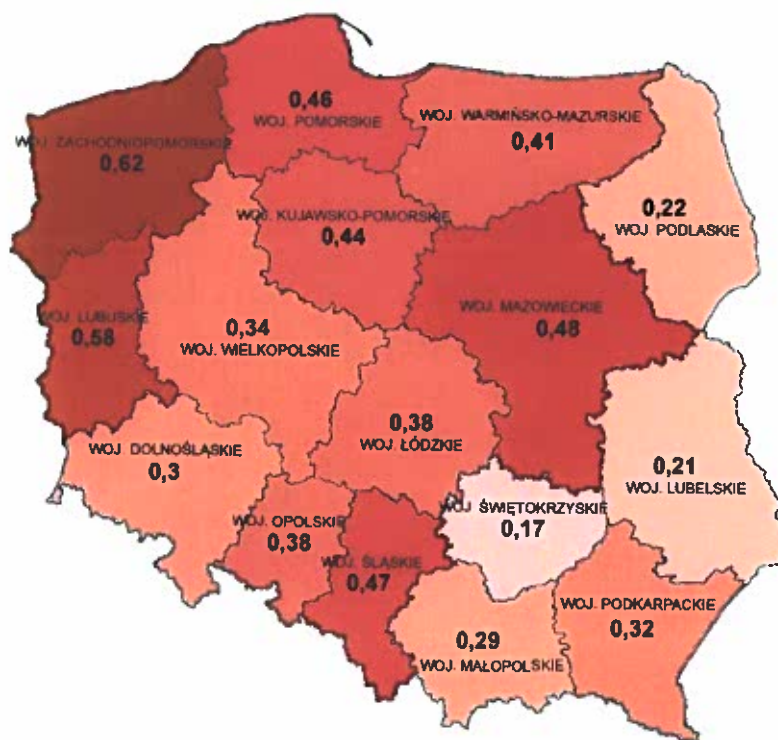 0,46
WOJ. POMORSKIE
WOJ. WARMIŃSKO-MAZURSKIE
0,41
WOJ. ZACHODNIOPOMORSKIE
0,62
0,22
WOJ. PODLASKIE
WOJ. KUJAWSKO-POMORSKIE
0,44
WOJ. MAZOWIECKIE
0,48
WOJ. LUBUSKIE
0,58
0,34
WOJ. WIELKOPOLSKIE
0,38
WOJ. ŁÓDZKIE
WOJ. DOLNOŚLĄSKIE
0,3
0,21
WOJ. LUBELSKIE
WOJ. ŚWIĘTOKRZYSKIE
0,17
WOJ. OPOLSKIE
0,38
WOJ. ŚLĄSKIE
0,47
WOJ. PODKARPACKIE
0,32
0,29
WOJ. MAŁOPOLSKIE